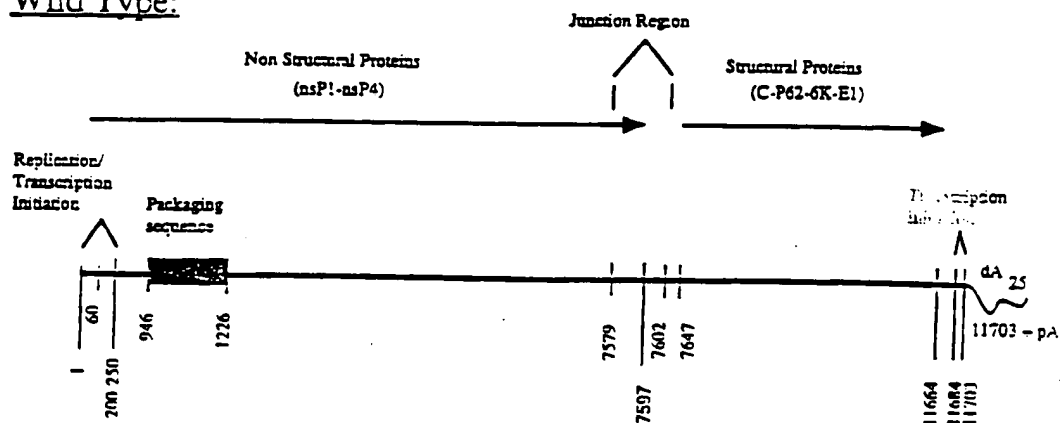 Wild Type:
Junction Region
Non Structural Proteins
(nsP1-nsP4)
Structural Proteins
(C-P62-6K-E1)
Replication/
Transcription
Initiation
Packaging
sequence
dA 25
11703 - pA
1
60
200 250
946
1226
7579
7597
7602
7647
11664
11684
11703